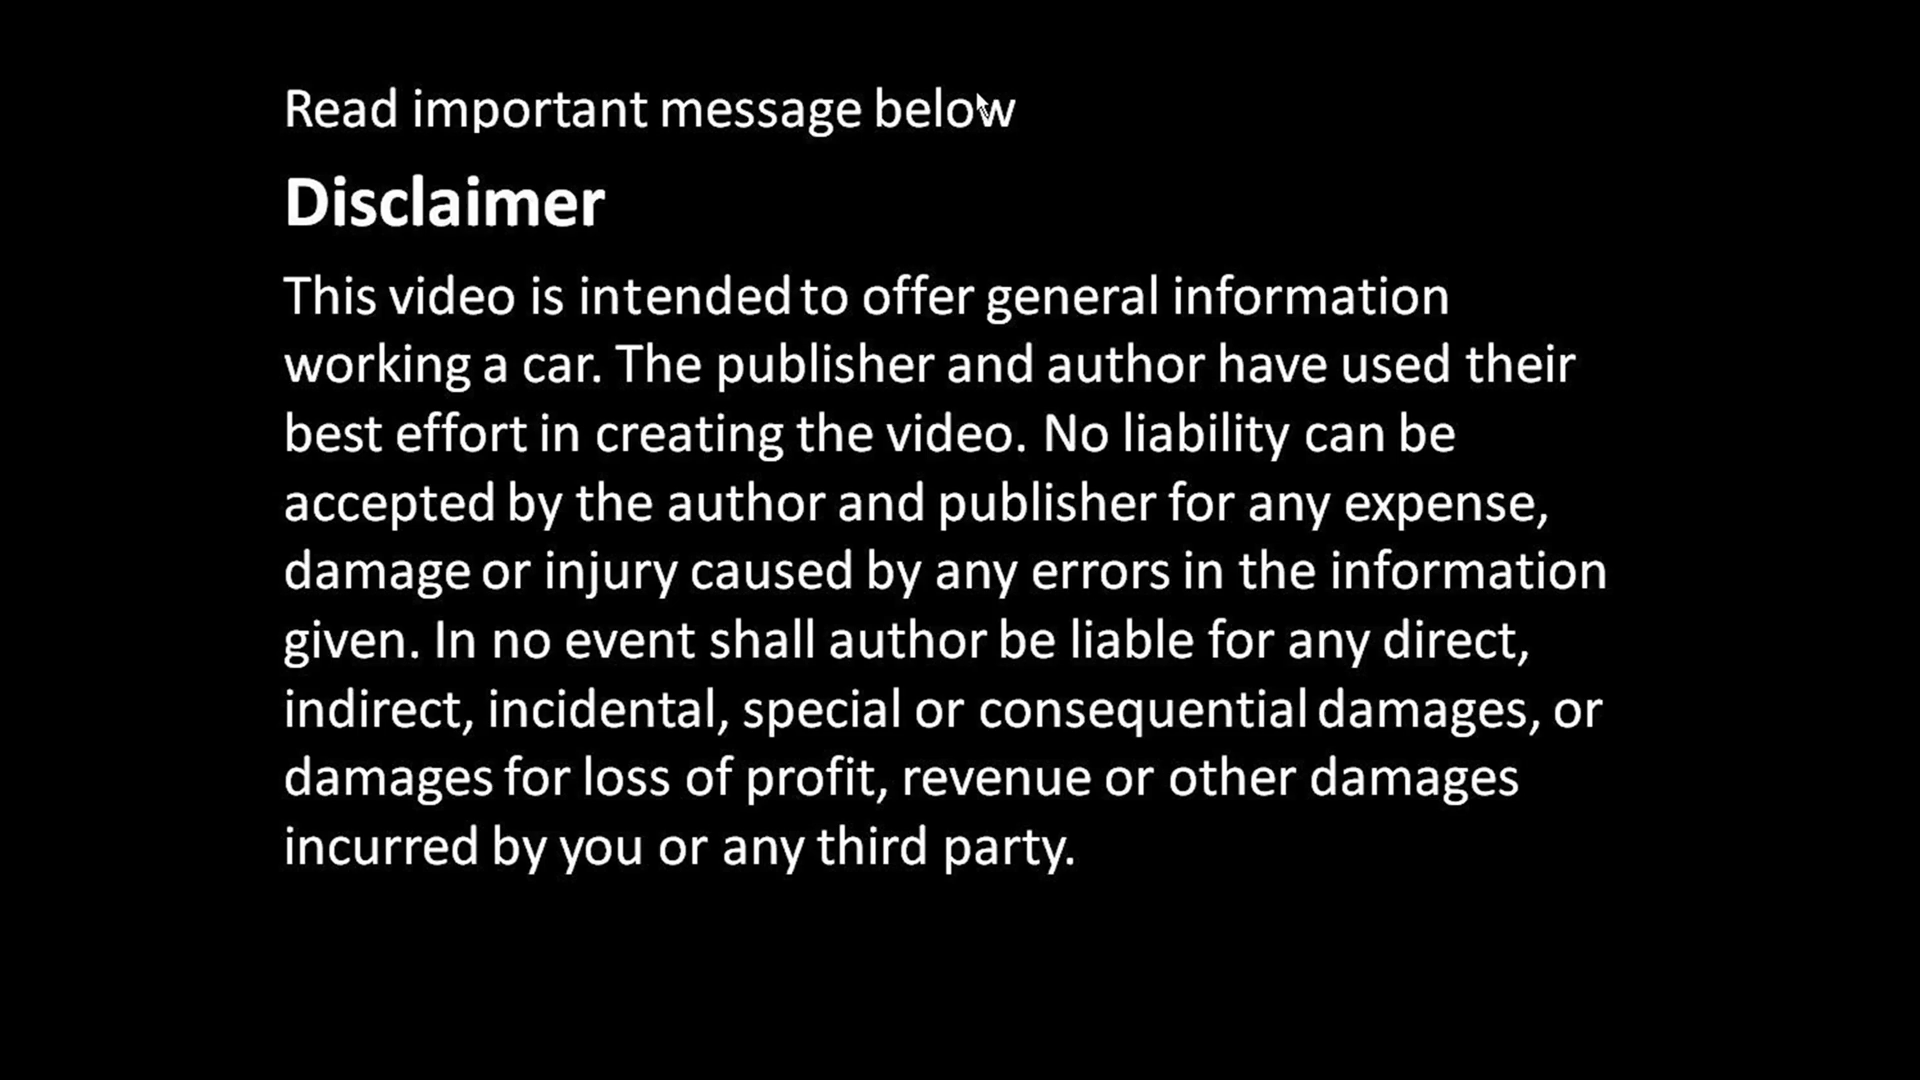 Read important message below
Disclaimer
This video is intended to offer general information
working a car. The publisher and author have used their
best effort in creating the video. No liability can be
accepted by the author and publisher for any expense,
damage or injury caused by any errors in the information
given. In no event shall author be liable for any direct,
indirect, incidental, special or consequential damages, or
damages for loss of profit, revenue or other damages
incurred by you or any third party.